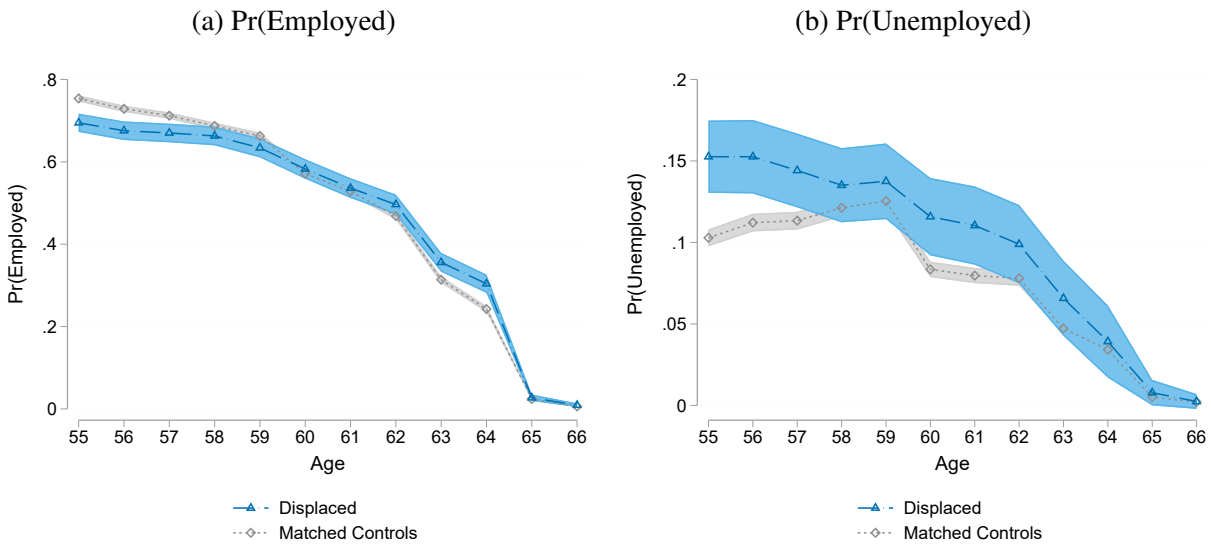 (a) Pr(Employed)
.8
.6
.4
.2
0
Pr(Employed)
55 56 57 58 59 60 61 62 63 64 65 66
Age
Displaced
Matched Controls
(b) Pr(Unemployed)
.2
.15
.1
.05
0
Pr(Unemployed)
55 56 57 58 59 60 61 62 63 64 65 66
Age
Displaced
Matched Controls